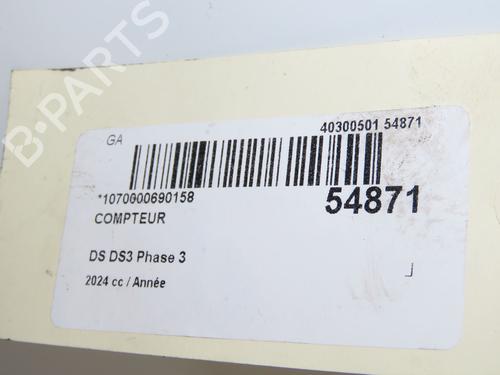 B-PARTS
GA
40300501 54871
*1070000690158
54871
COMPTEUR
DS DS3 Phase 3
2024 cc / Année